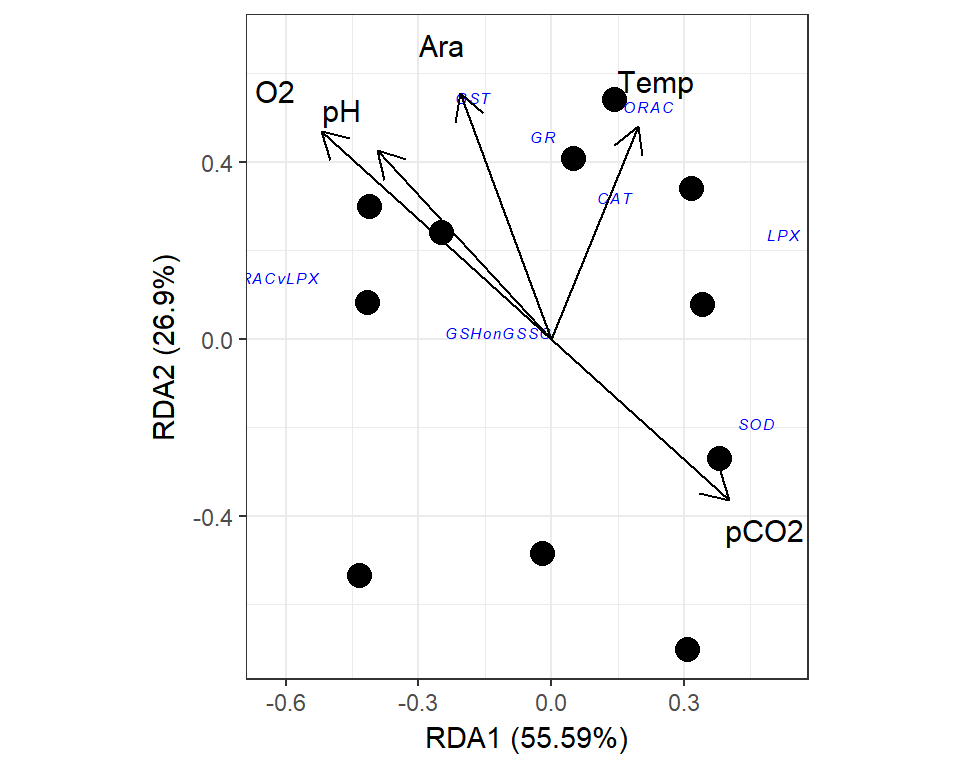 Ara
Temp
O2
GST
pH
ORAC
GR
0.4
CAT
LPX
RACvLPX
GSHonGSSG
0.0
SOD
-0.4
pCO2
RDA2 (26.9%)
-0.6
-0.3
0.0
0.3
RDA1 (55.59%)